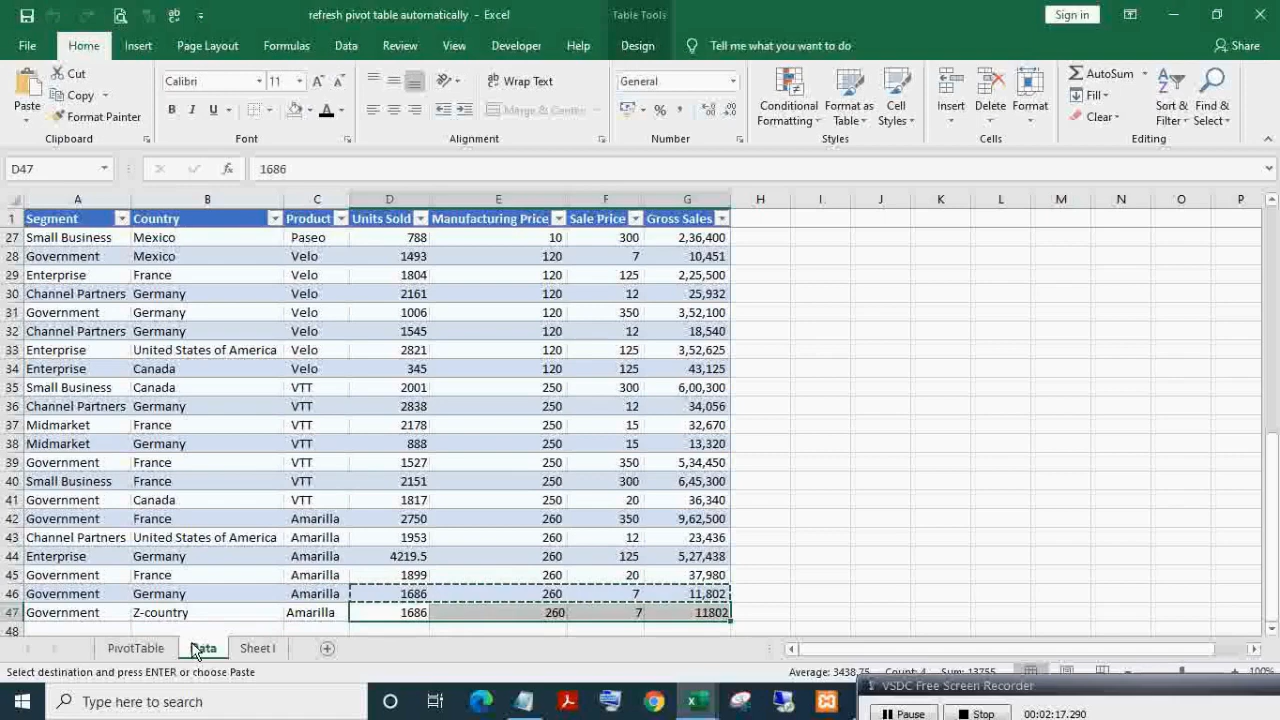 refresh pivot table automatically - Excel
Table Tools
Sign in
File Home Insert Page Layout Formulas Data Review View Developer Help Design Tell me what you want to do Share
Paste
Cut
Copy
Format Painter
Clipboard
Calibri 11
B I U
Font
Wrap Text
Merge & Center
Alignment
General
Number
Conditional Formatting
Format as Table
Cell Styles
Styles
Insert Delete Format
Cells
AutoSum
Fill
Clear
Sort & Filter
Find & Select
Editing
D47 fx 1686
A B C D E F G H I J K L M N O P
1 Segment Country Product Units Sold Manufacturing Price Sale Price Gross Sales
27 Small Business Mexico Paseo 788 10 300 2,36,400
28 Government Mexico Velo 1493 120 7 10,451
29 Enterprise France Velo 1804 120 125 2,25,500
30 Channel Partners Germany Velo 2161 120 12 25,932
31 Government Germany Velo 1006 120 350 3,52,100
32 Channel Partners Germany Velo 1545 120 12 18,540
33 Enterprise United States of America Velo 2821 120 125 3,52,625
34 Enterprise Canada Velo 345 120 125 43,125
35 Small Business Canada VTT 2001 250 300 6,00,300
36 Channel Partners Germany VTT 2838 250 12 34,056
37 Midmarket France VTT 2178 250 15 32,670
38 Midmarket Germany VTT 888 250 15 13,320
39 Government France VTT 1527 250 350 5,34,450
40 Small Business France VTT 2151 250 300 6,45,300
41 Government Canada VTT 1817 250 20 36,340
42 Government France Amarilla 2750 260 350 9,62,500
43 Channel Partners United States of America Amarilla 1953 260 12 23,436
44 Enterprise Germany Amarilla 4219.5 260 125 5,27,438
45 Government France Amarilla 1899 260 20 37,980
46 Government Germany Amarilla 1686 260 7 11,802
47 Government Z-country Amarilla 1686 260 7 11802
48
PivotTable Data Sheet1
Select destination and press ENTER or choose Paste Average: 3438.75 Count: 4 Sum: 13755 100%
Type here to search
VSDC Free Screen Recorder
Pause Stop 00:02:17.290